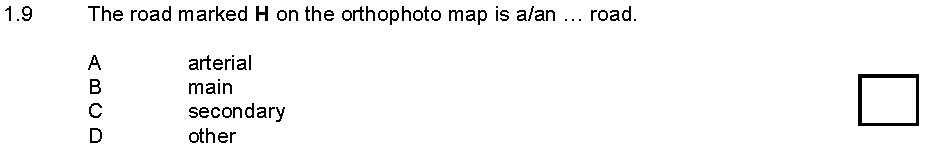 1.9 The road marked H on the orthophoto map is a/an … road.
A arterial
B main
C secondary
D other